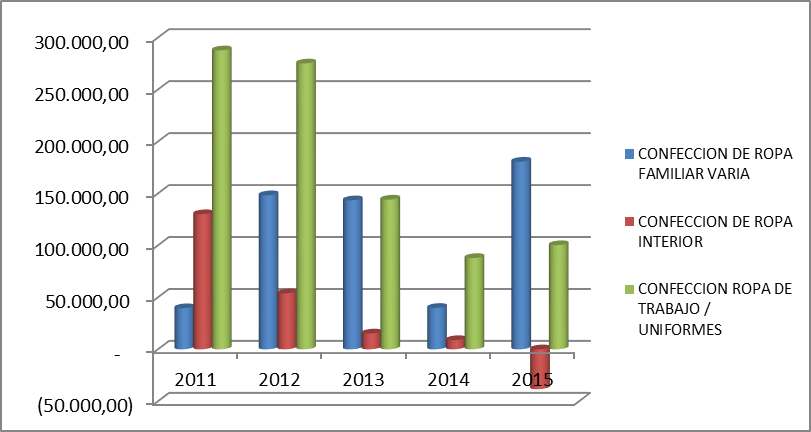 300.000,00
250.000,00
200.000,00
150.000,00
100.000,00
50.000,00
-
(50.000,00)
2011 2012 2013 2014 2015
CONFECCION DE ROPA
FAMILIAR VARIA
CONFECCION DE ROPA
INTERIOR
CONFECCION ROPA DE
TRABAJO /
UNIFORMES